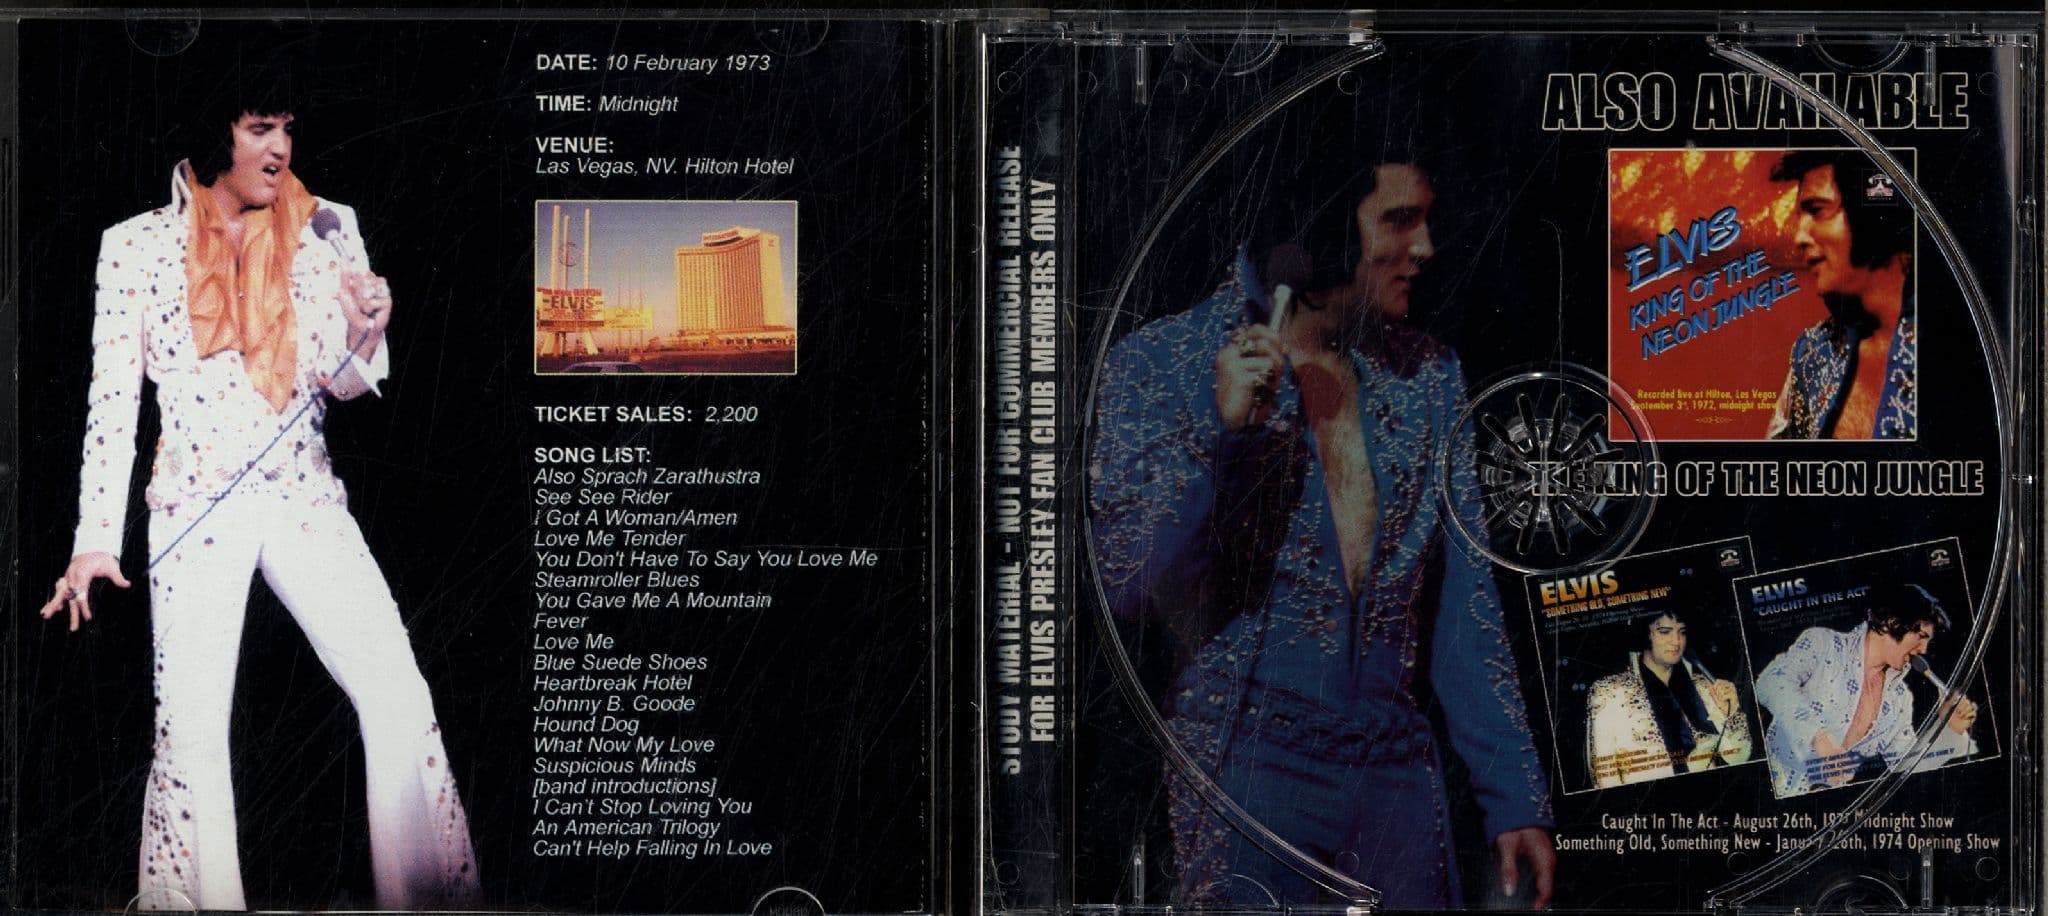 DATE: 10 February 1973
TIME: Midnight
VENUE:
Las Vegas, NV. Hilton Hotel
ELVIS
TICKET SALES: 2,200
SONG LIST:
Also Sprach Zarathustra
See See Rider
I Got A Woman/Amen
Love Me Tender
You Don't Have To Say You Love Me
Steamroller Blues
You Gave Me A Mountain
Fever
Love Me
Blue Suede Shoes
Heartbreak Hotel
Johnny B. Goode
Hound Dog
What Now My Love
Suspicious Minds
[band introductions]
I Can't Stop Loving You
An American Trilogy
Can't Help Falling In Love
STUDY MATERIAL - NOT FOR COMMERCIAL RELEASE
FOR ELVIS PRESLEY FAN CLUB MEMBERS ONLY
ALSO AVAILABLE
ELVIS
KING OF THE
NEON JUNGLE
Recorded live at Hilton, Las Vegas
September 3rd, 1972, midnight show
THE KING OF THE NEON JUNGLE
ELVIS
"SOMETHING OLD, SOMETHING NEW"
ELVIS
"CAUGHT IN THE ACT"
Caught In The Act - August 26th, Midnight Show
Something Old, Something New - January 26th, 1974 Opening Show